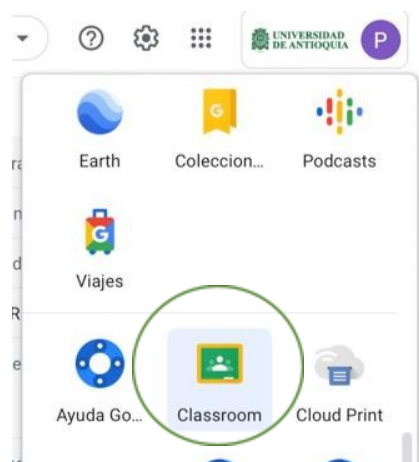 UNIVERSIDAD
DE ANTIOQUIA
P
G
Earth
Coleccion...
Podcasts
G
Viajes
Ayuda Go...
Classroom
Cloud Print